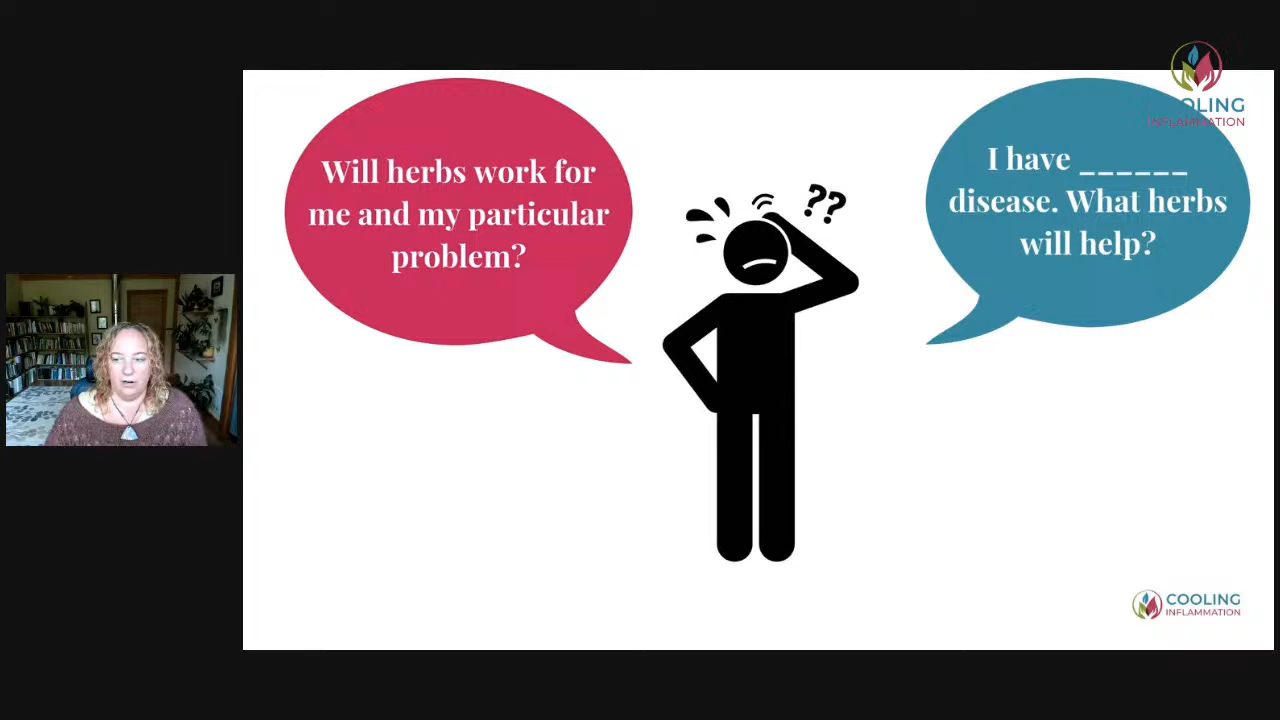 Will herbs work for
me and my particular
problem?
??
I have ______
disease. What herbs
will help?
COOLING
INFLAMMATION
COOLING
INFLAMMATION